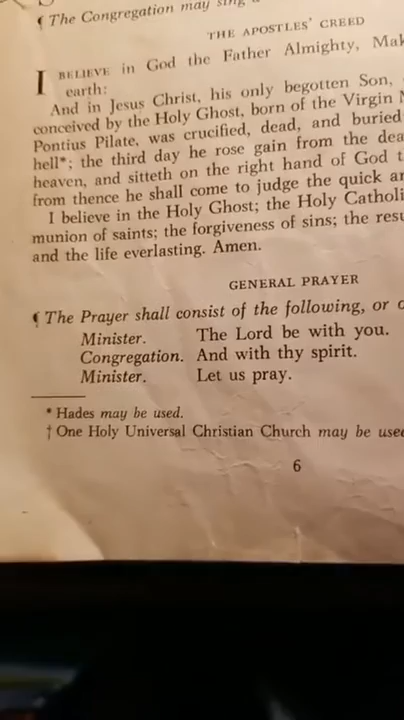 ¶ The Congregation may sing a
THE APOSTLES' CREED
I BELIEVE in God the Father Almighty, Mak
earth:
And in Jesus Christ, his only begotten Son,
conceived by the Holy Ghost, born of the Virgin M
Pontius Pilate, was crucified, dead, and buried
hell*; the third day he rose gain from the dea
heaven, and sitteth on the right hand of God t
from thence he shall come to judge the quick an
I believe in the Holy Ghost; the Holy Catholi
munion of saints; the forgiveness of sins; the resu
and the life everlasting. Amen.
GENERAL PRAYER
¶ The Prayer shall consist of the following, or o
Minister. The Lord be with you.
Congregation. And with thy spirit.
Minister. Let us pray.
* Hades may be used.
† One Holy Universal Christian Church may be used
6